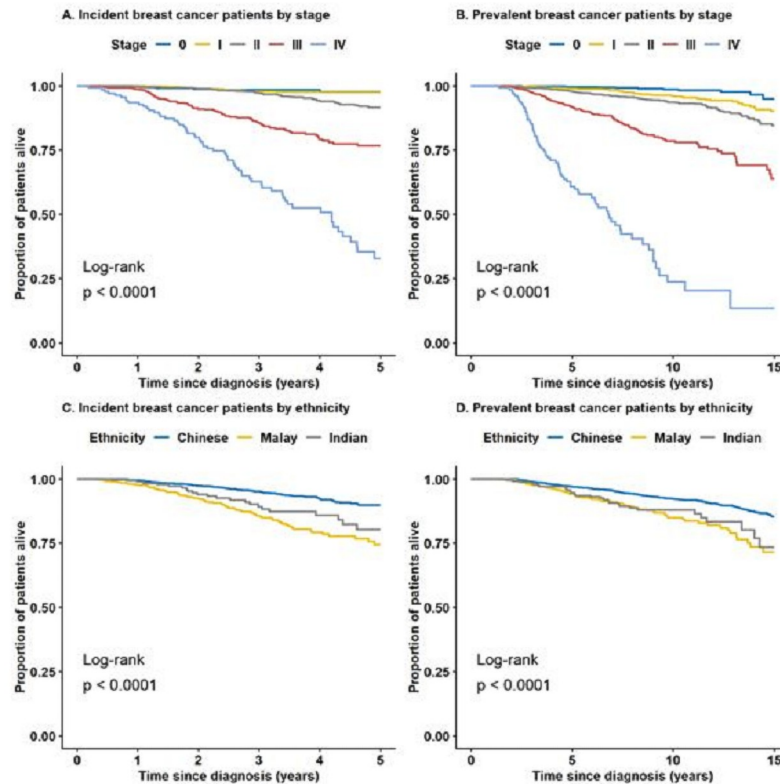 A. Incident breast cancer patients by stage
Stage 0 I II III IV
Proportion of patients alive
1.00
0.75
0.50
0.25
0.00
Log-rank
p < 0.0001
0 1 2 3 4 5
Time since diagnosis (years)
B. Prevalent breast cancer patients by stage
Stage 0 I II III IV
Proportion of patients alive
1.00
0.75
0.50
0.25
0.00
Log-rank
p < 0.0001
0 5 10 15
Time since diagnosis (years)
C. Incident breast cancer patients by ethnicity
Ethnicity Chinese Malay Indian
Proportion of patients alive
1.00
0.75
0.50
0.25
0.00
Log-rank
p < 0.0001
0 1 2 3 4 5
Time since diagnosis (years)
D. Prevalent breast cancer patients by ethnicity
Ethnicity Chinese Malay Indian
Proportion of patients alive
1.00
0.75
0.50
0.25
0.00
Log-rank
p < 0.0001
0 5 10 15
Time since diagnosis (years)